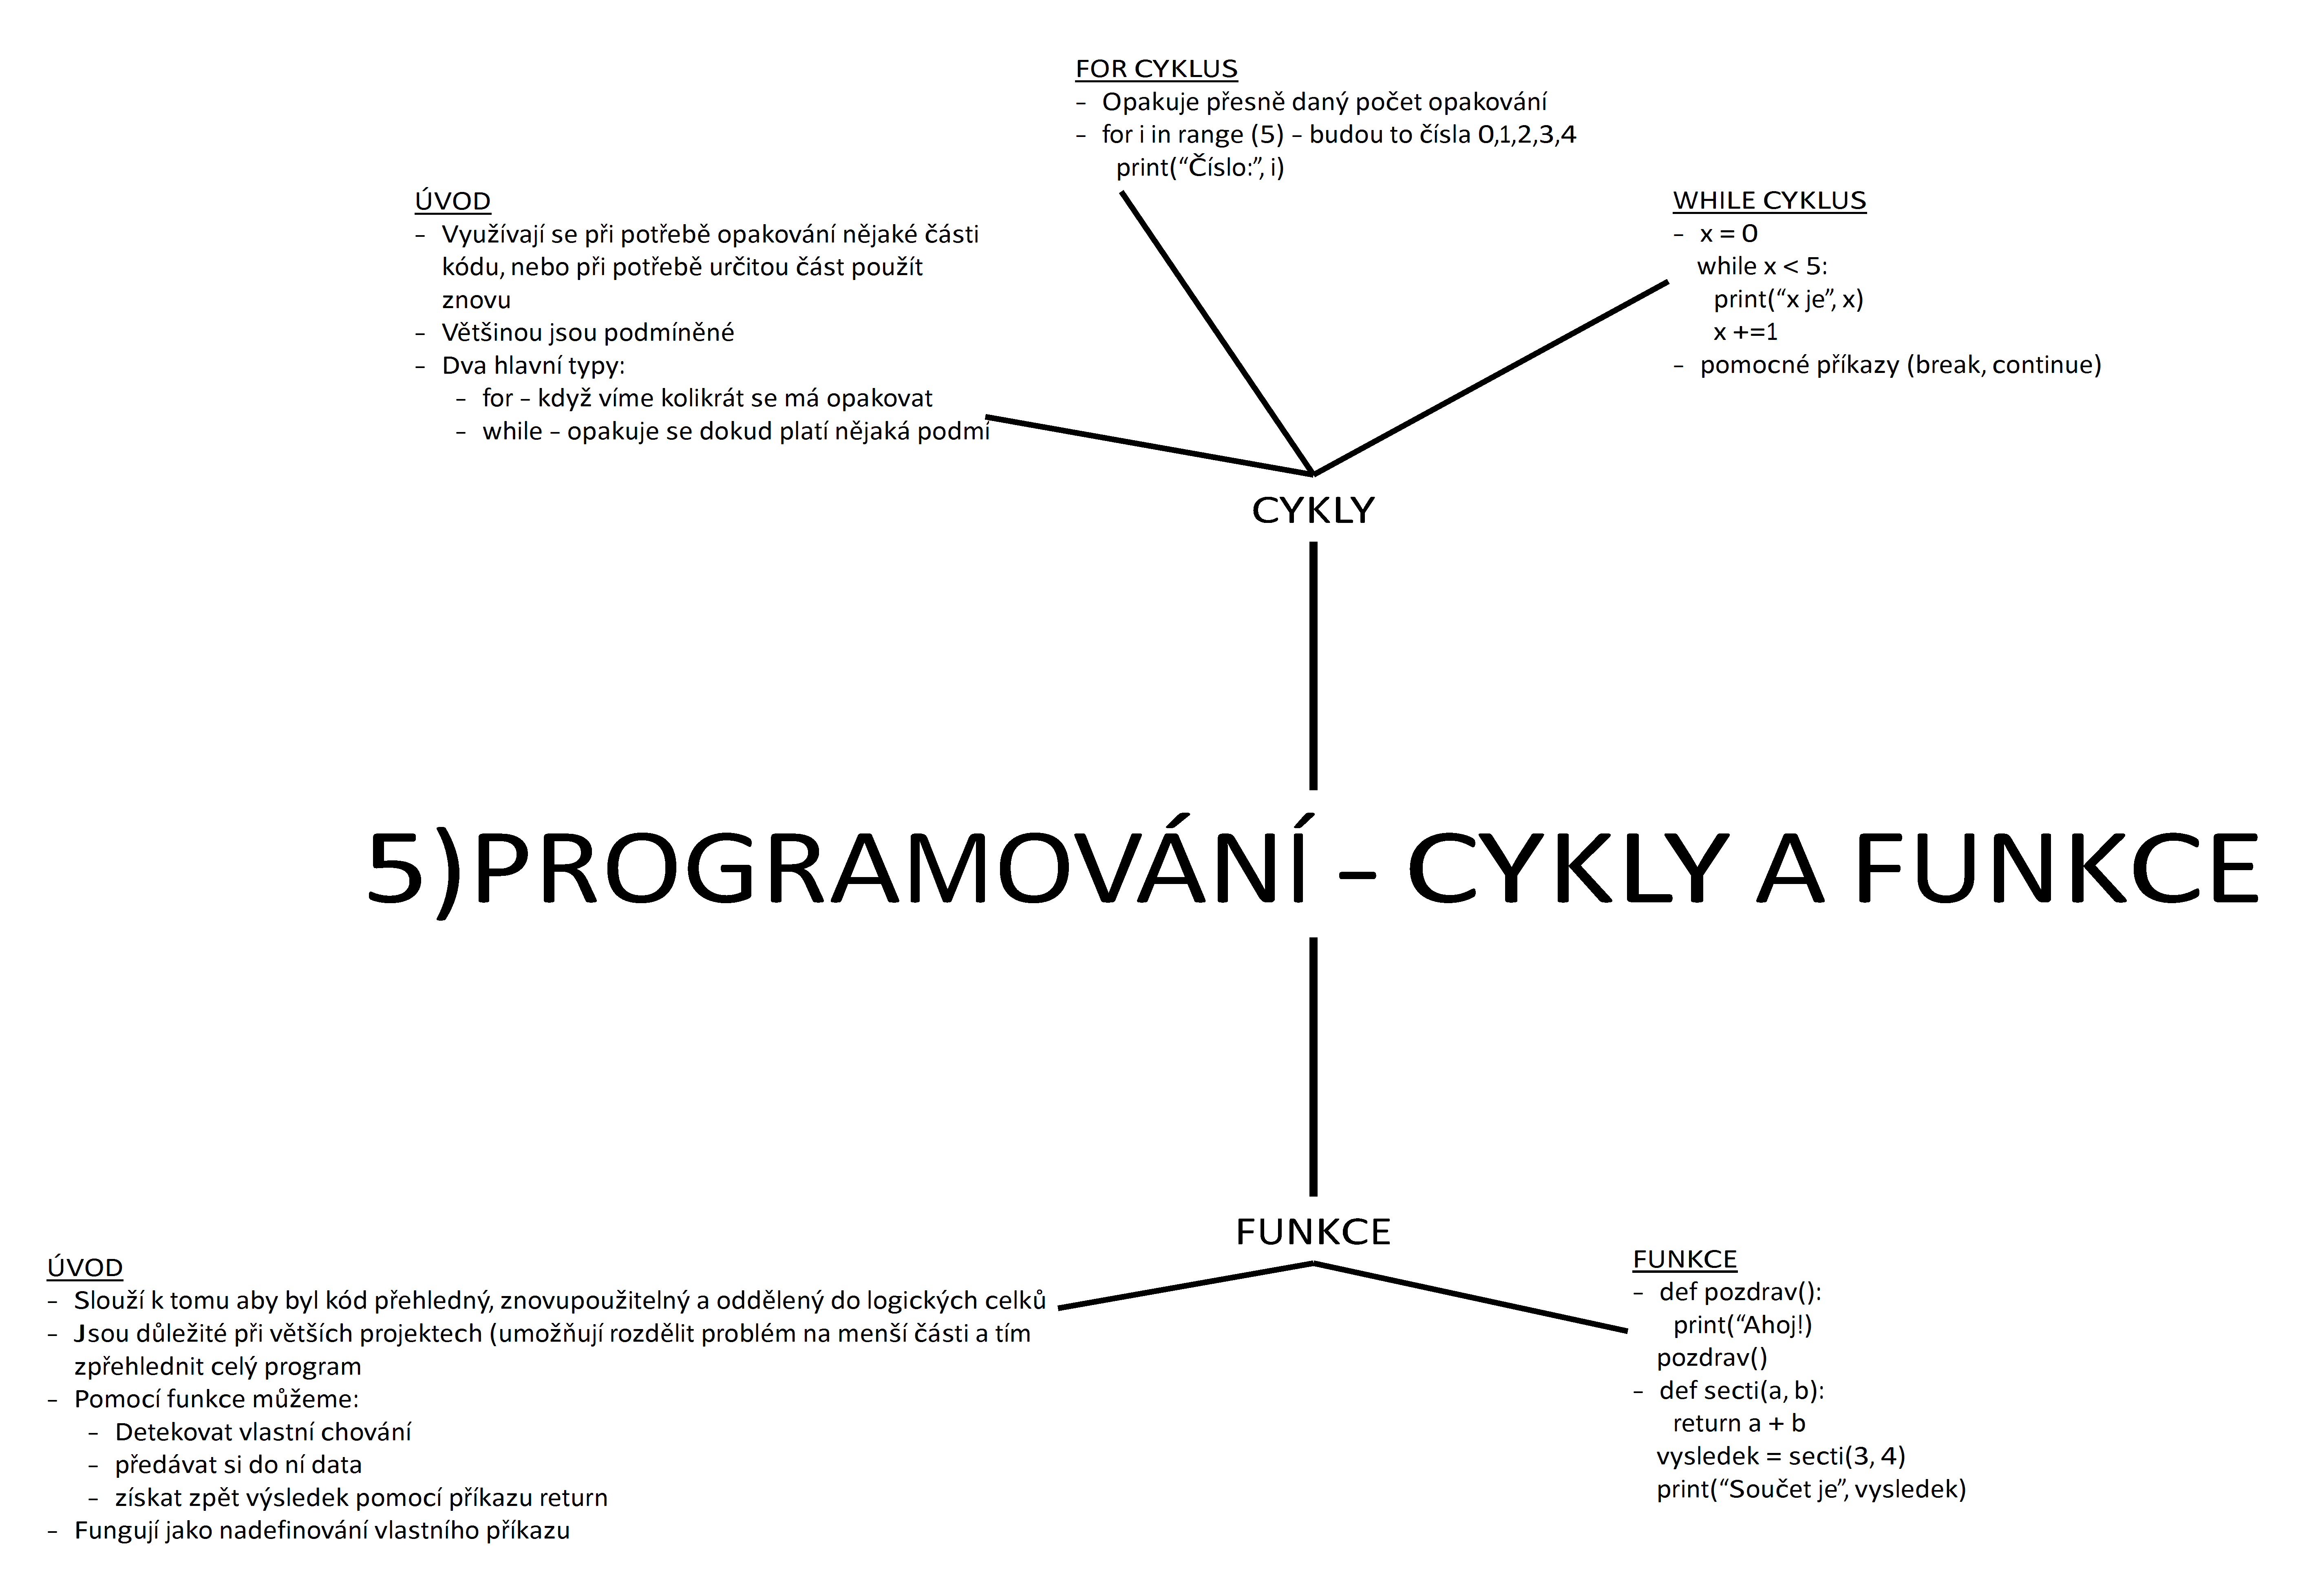 FOR CYKLUS
– Opakuje přesně daný počet opakování
– for i in range (5) – budou to čísla 0,1,2,3,4
print(“Číslo:”, i)
ÚVOD
– Využívají se při potřebě opakování nějaké části
kódu, nebo při potřebě určitou část použít
znovu
– Většinou jsou podmíněné
– Dva hlavní typy:
– for – když víme kolikrát se má opakovat
– while – opakuje se dokud platí nějaká podmí
WHILE CYKLUS
– x = 0
while x < 5:
print(“x je”, x)
x +=1
– pomocné příkazy (break, continue)
CYKLY
5)PROGRAMOVÁNÍ – CYKLY A FUNKCE
FUNKCE
ÚVOD
– Slouží k tomu aby byl kód přehledný, znovupoužitelný a oddělený do logických celků
– Jsou důležité při větších projektech (umožňují rozdělit problém na menší části a tím
zpřehlednit celý program
– Pomocí funkce můžeme:
– Detekovat vlastní chování
– předávat si do ní data
– získat zpět výsledek pomocí příkazu return
– Fungují jako nadefinování vlastního příkazu
FUNKCE
– def pozdrav():
print(“Ahoj!)
pozdrav()
– def secti(a, b):
return a + b
vysledek = secti(3, 4)
print(“Součet je”, vysledek)